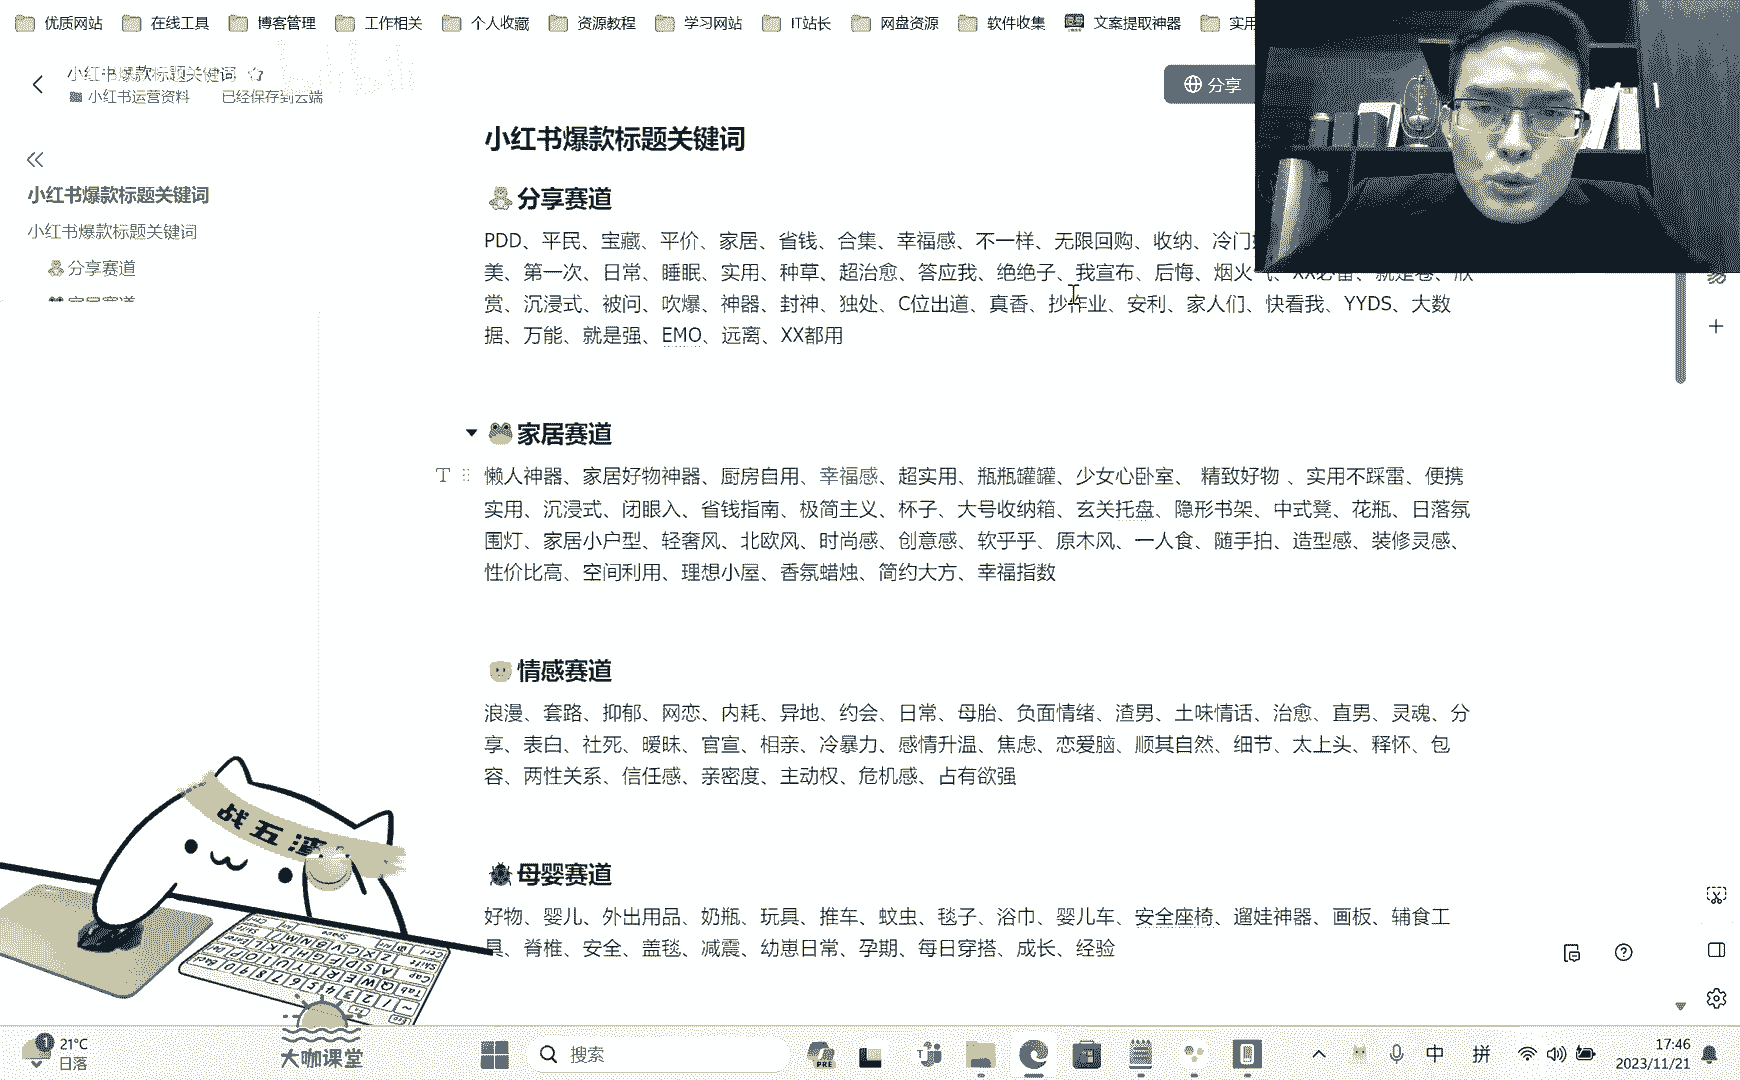 优质网站 在线工具 博客管理 工作相关 个人收藏 资源教程 学习网站 IT站长 网盘资源 软件收集 文案提取神器 实用
小红书爆款标题关键词
小红书运营资料 已经保存到云端
分享
小红书爆款标题关键词
小红书爆款标题关键词
小红书爆款标题关键词
分享赛道
家居赛道
分享赛道
PDD、平民、宝藏、平价、家居、省钱、合集、幸福感、不一样、无限回购、收纳、冷门
美、第一次、日常、睡眠、实用、种草、超治愈、答应我、绝绝子、我宣布、后悔、烟火气、XX必备、就是卷、欣
赏、沉浸式、被问、吹爆、神器、封神、独处、C位出道、真香、抄作业、安利、家人们、快看我、YYDS、大数
据、万能、就是强、EMO、远离、XX都用
家居赛道
懒人神器、家居好物神器、厨房自用、幸福感、超实用、瓶瓶罐罐、少女心卧室、 精致好物 、实用不踩雷、便携
实用、沉浸式、闭眼入、省钱指南、极简主义、杯子、大号收纳箱、玄关托盘、隐形书架、中式凳、花瓶、日落氛
围灯、家居小户型、轻奢风、北欧风、时尚感、创意感、软乎乎、原木风、一人食、随手拍、造型感、装修灵感、
性价比高、空间利用、理想小屋、香氛蜡烛、简约大方、幸福指数
情感赛道
浪漫、套路、抑郁、网恋、内耗、异地、约会、日常、母胎、负面情绪、渣男、土味情话、治愈、直男、灵魂、分
享、表白、社死、暧昧、官宣、相亲、冷暴力、感情升温、焦虑、恋爱脑、顺其自然、细节、太上头、释怀、包
容、两性关系、信任感、亲密度、主动权、危机感、占有欲强
母婴赛道
好物、婴儿、外出用品、奶瓶、玩具、推车、蚊虫、毯子、浴巾、婴儿车、安全座椅、遛娃神器、画板、辅食工
具、脊椎、安全、盖毯、减震、幼崽日常、孕期、每日穿搭、成长、经验
战五渣
大咖课堂
1
21°C
日落
搜索
PRE
中 拼
17:46
2023/11/21